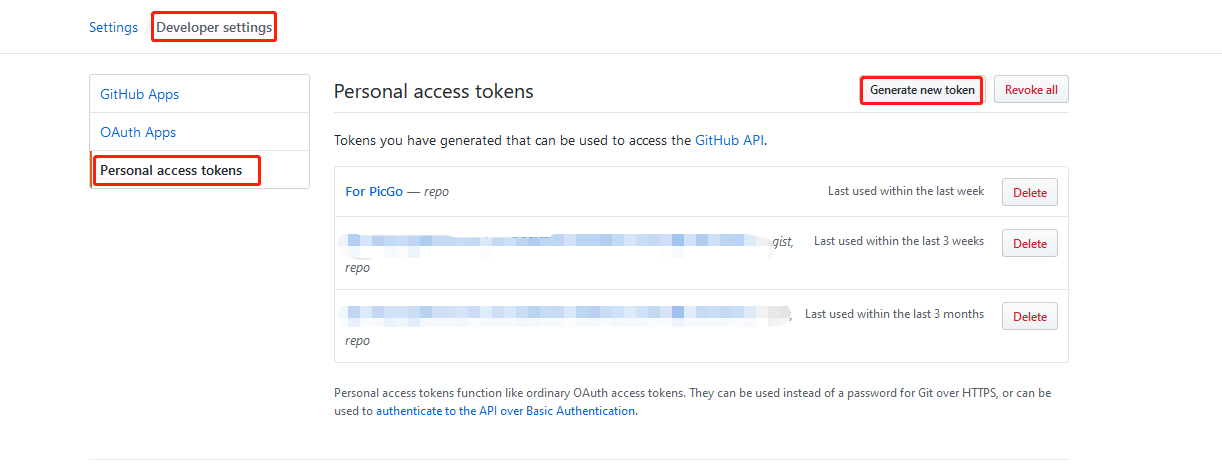 Settings / Developer settings
GitHub Apps
OAuth Apps
Personal access tokens
Personal access tokens
Generate new token
Revoke all
Tokens you have generated that can be used to access the GitHub API.
For PicGo — repo
Last used within the last week
Delete
gist,
repo
Last used within the last 3 weeks
Delete
,
repo
Last used within the last 3 months
Delete
Personal access tokens function like ordinary OAuth access tokens. They can be used instead of a password for Git over HTTPS, or can be
used to authenticate to the API over Basic Authentication.